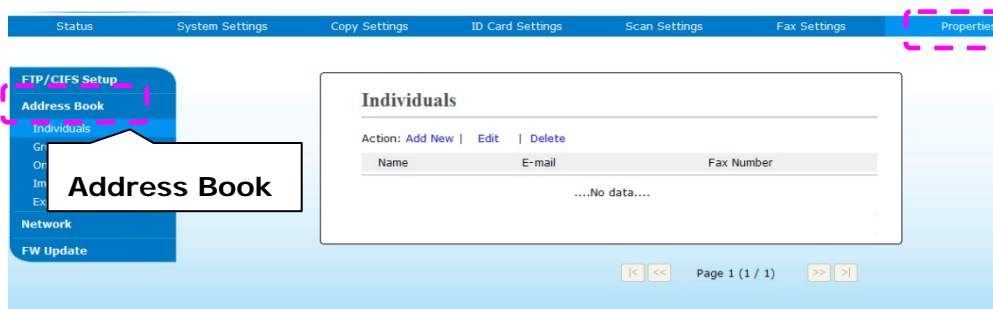 Status System Settings Copy Settings ID Card Settings Scan Settings Fax Settings Properties
FTP/CIFS Setup
Address Book
Individuals
Network
FW Update
Address Book
Individuals
Action: Add New | Edit | Delete
Name E-mail Fax Number
....No data....
|< << Page 1 (1 / 1) >> >|